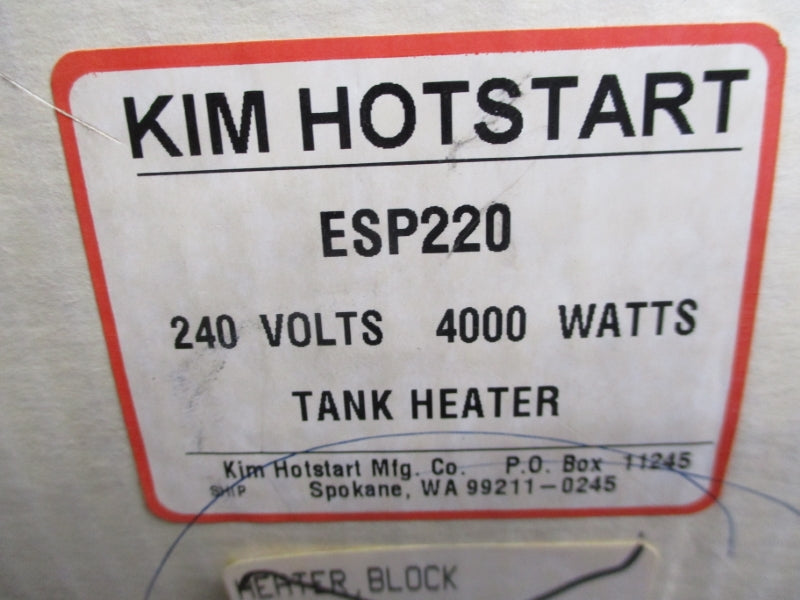 KIM HOTSTART
ESP220
240 VOLTS 4000 WATTS
TANK HEATER
Kim Hotstart Mfg. Co. P.O. Box 11245
SHIP Spokane, WA 99211-0245
HEATER, BLOCK